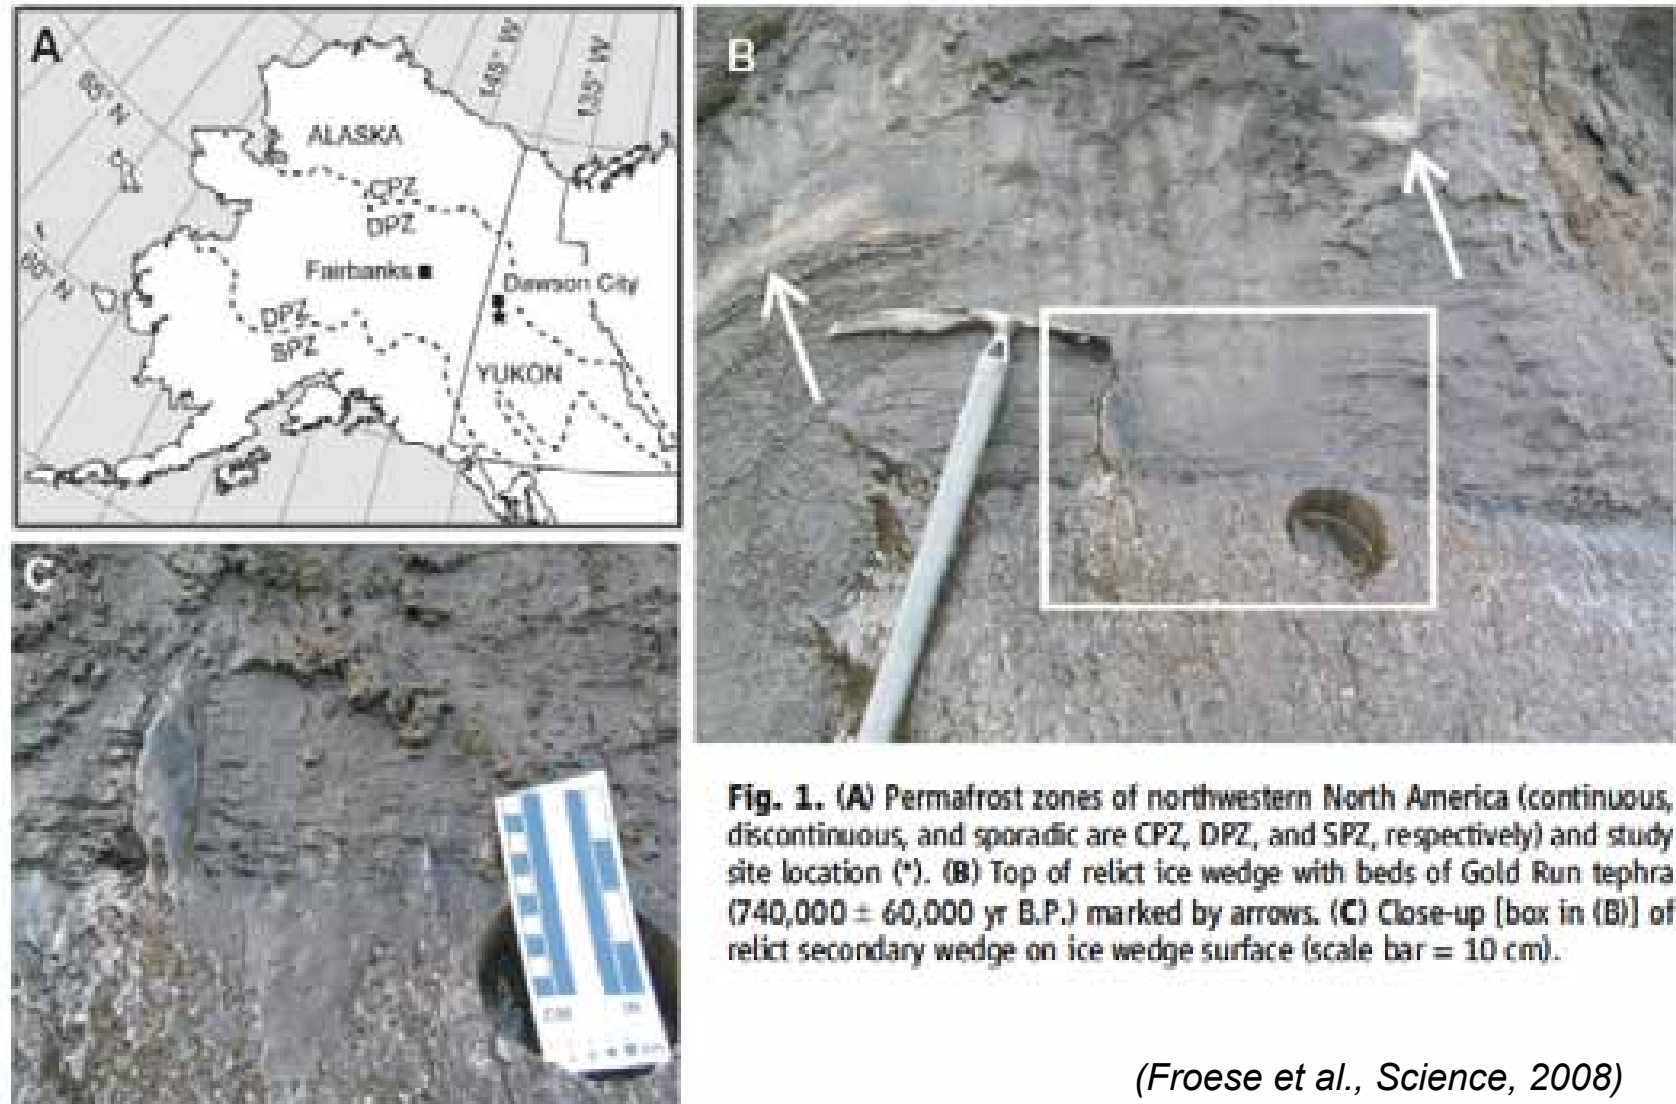 A
65° N
145° W
135° W
ALASKA
CPZ
DPZ
60° N
Fairbanks
Dawson City
DPZ
SPZ
YUKON
B
C
Fig. 1. (A) Permafrost zones of northwestern North America (continuous,
discontinuous, and sporadic are CPZ, DPZ, and SPZ, respectively) and study
site location (*). (B) Top of relict ice wedge with beds of Gold Run tephra
(740,000 ± 60,000 yr B.P.) marked by arrows. (C) Close-up [box in (B)] of
relict secondary wedge on ice wedge surface (scale bar = 10 cm).
(Froese et al., Science, 2008)